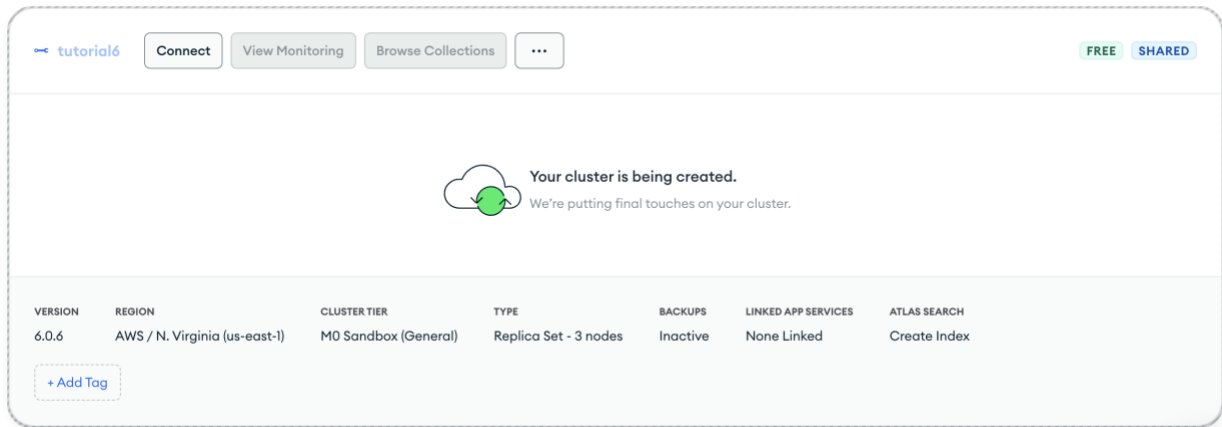 tutorial6 Connect View Monitoring Browse Collections ... FREE SHARED
Your cluster is being created.
We're putting final touches on your cluster.
VERSION REGION CLUSTER TIER TYPE BACKUPS LINKED APP SERVICES ATLAS SEARCH
6.0.6 AWS / N. Virginia (us-east-1) M0 Sandbox (General) Replica Set - 3 nodes Inactive None Linked Create Index
+ Add Tag